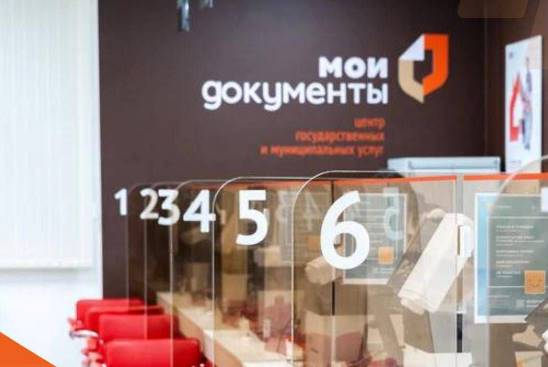 мои
документы
центр
государственных
и муниципальных услуг
1 2 3 4 5 6